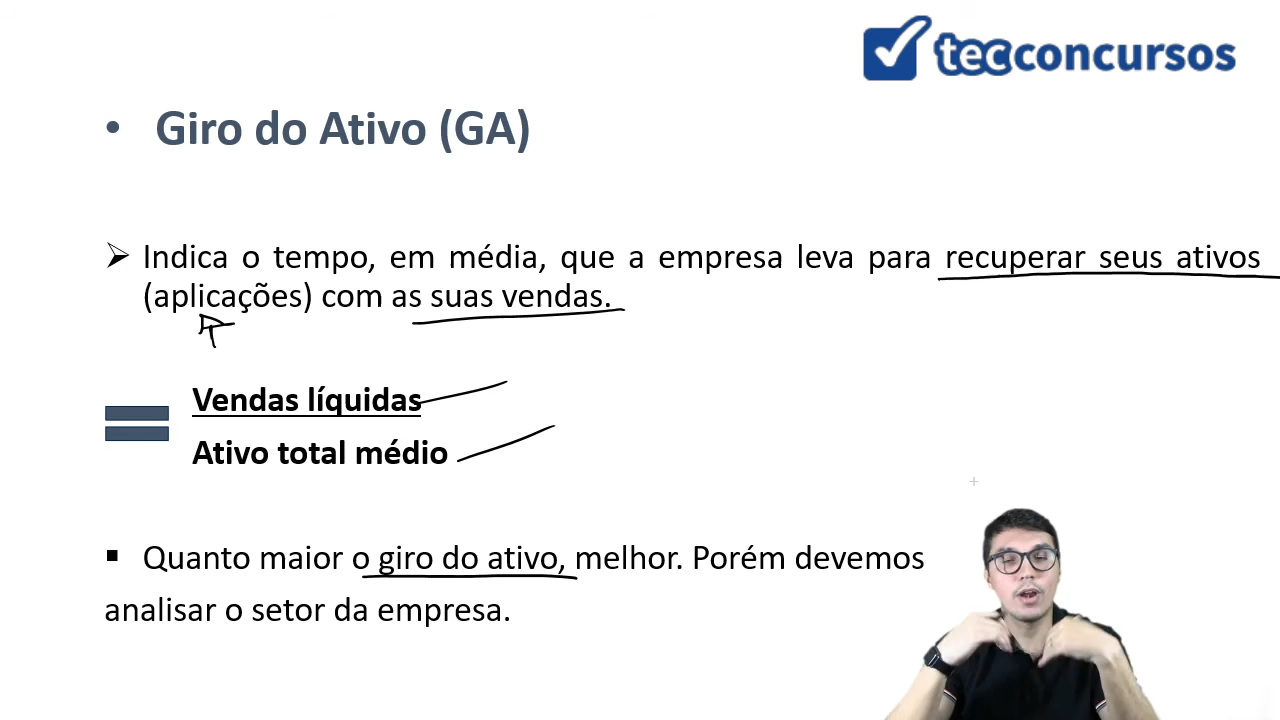 tecconcursos
• Giro do Ativo (GA)
➢ Indica o tempo, em média, que a empresa leva para recuperar seus ativos
(aplicações) com as suas vendas.
Vendas líquidas
Ativo total médio
▪ Quanto maior o giro do ativo, melhor. Porém devemos
analisar o setor da empresa.